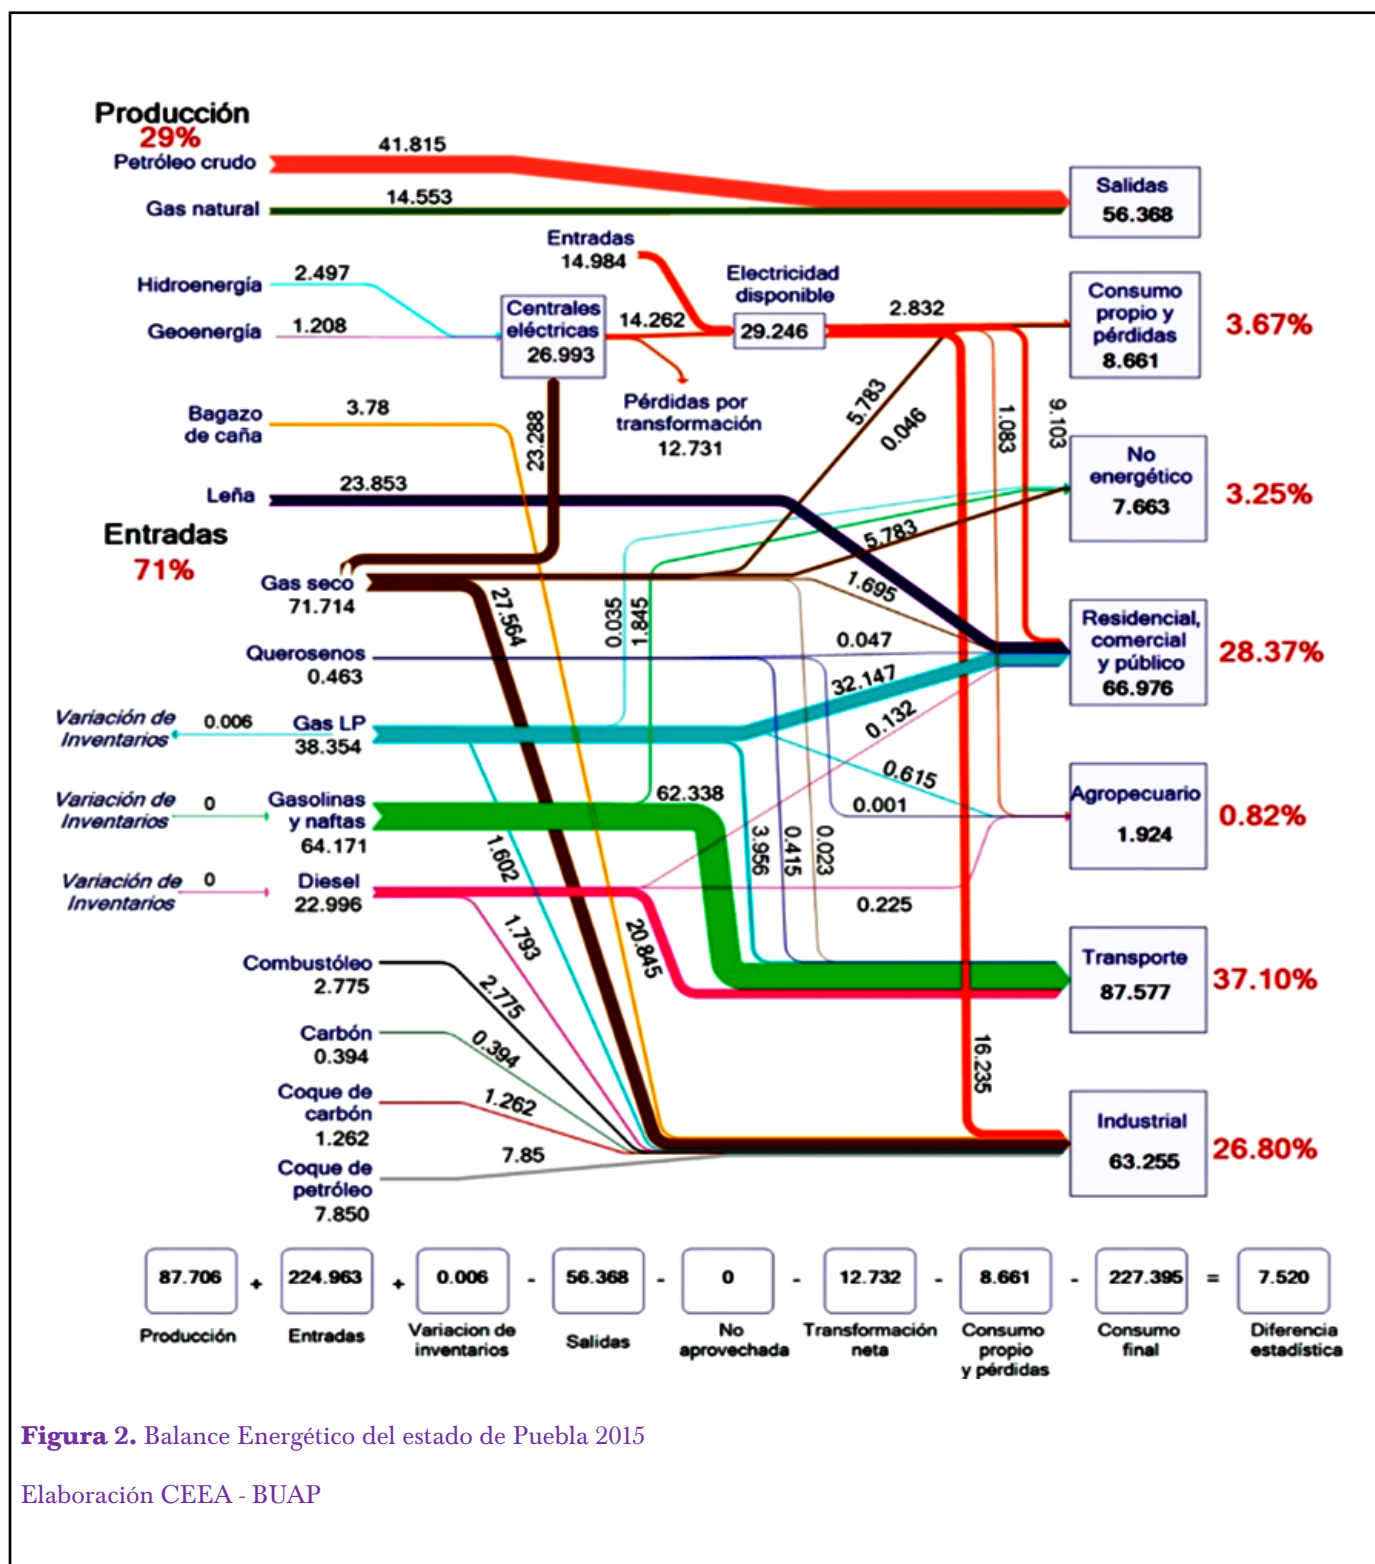 Producción
29%
Petróleo crudo
41.815
Gas natural
14.553
Salidas
56.368
Entradas
14.984
Hidroenergía
2.497
Geoenergía
1.208
Centrales
eléctricas
26.993
14.262
Electricidad
disponible
29.246
2.832
Consumo
propio y
pérdidas
8.661
3.67%
Pérdidas por
transformación
12.731
Bagazo
de caña
3.78
23.288
5.783
0.046
1.083
9.103
No
energético
7.663
3.25%
Leña
23.853
Entradas
71%
Gas seco
71.714
27.564
5.783
1.695
0.035
1.845
Residencial,
comercial
y público
66.976
28.37%
Querosenos
0.463
0.047
32.147
0.132
Variación de
Inventarios
0.006
Gas LP
38.354
0.615
0.001
Agropecuario
1.924
0.82%
Variación de
Inventarios
0
Gasolinas
y naftas
64.171
62.338
1.602
3.956
0.415
0.023
Variación de
Inventarios
0
Diesel
22.996
1.793
20.845
0.225
Transporte
87.577
37.10%
Combustóleo
2.775
2.775
Carbón
0.394
0.394
16.235
Coque de
carbón
1.262
1.262
Coque de
petróleo
7.850
7.85
Industrial
63.255
26.80%
87.706 + 224.963 + 0.006 - 56.368 - 0 - 12.732 - 8.661 - 227.395 = 7.520
Producción
Entradas
Variacion de
inventarios
Salidas
No
aprovechada
Transformación
neta
Consumo
propio
y pérdidas
Consumo
final
Diferencia
estadística
Figura 2. Balance Energético del estado de Puebla 2015
Elaboración CEEA - BUAP